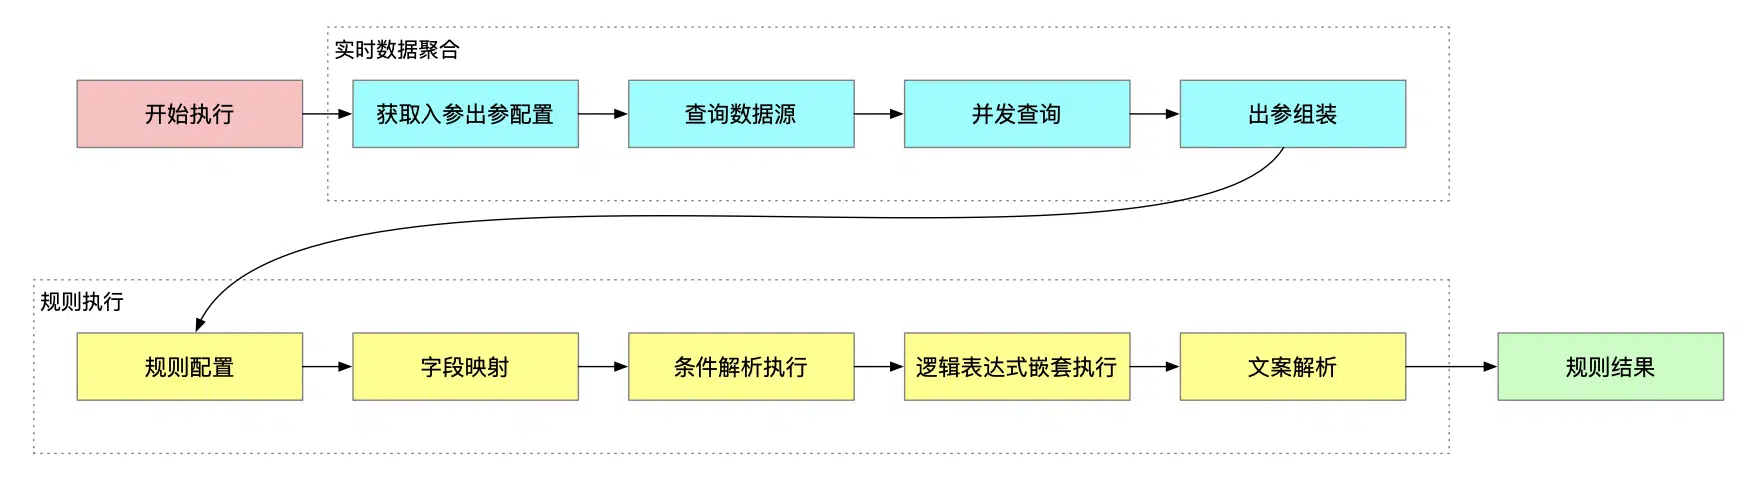 实时数据聚合
开始执行
获取入参出参配置
查询数据源
并发查询
出参组装
规则执行
规则配置
字段映射
条件解析执行
逻辑表达式嵌套执行
文案解析
规则结果